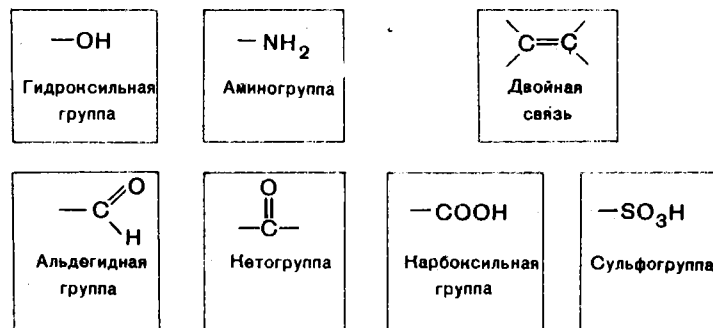 —OH
Гидроксильная
группа
—NH₂
Аминогруппа
C=C
Двойная
связь
—C
O
H
Альдегидная
группа
O
—C—
Кетогруппа
—COOH
Карбоксильная
группа
—SO₃H
Сульфогруппа